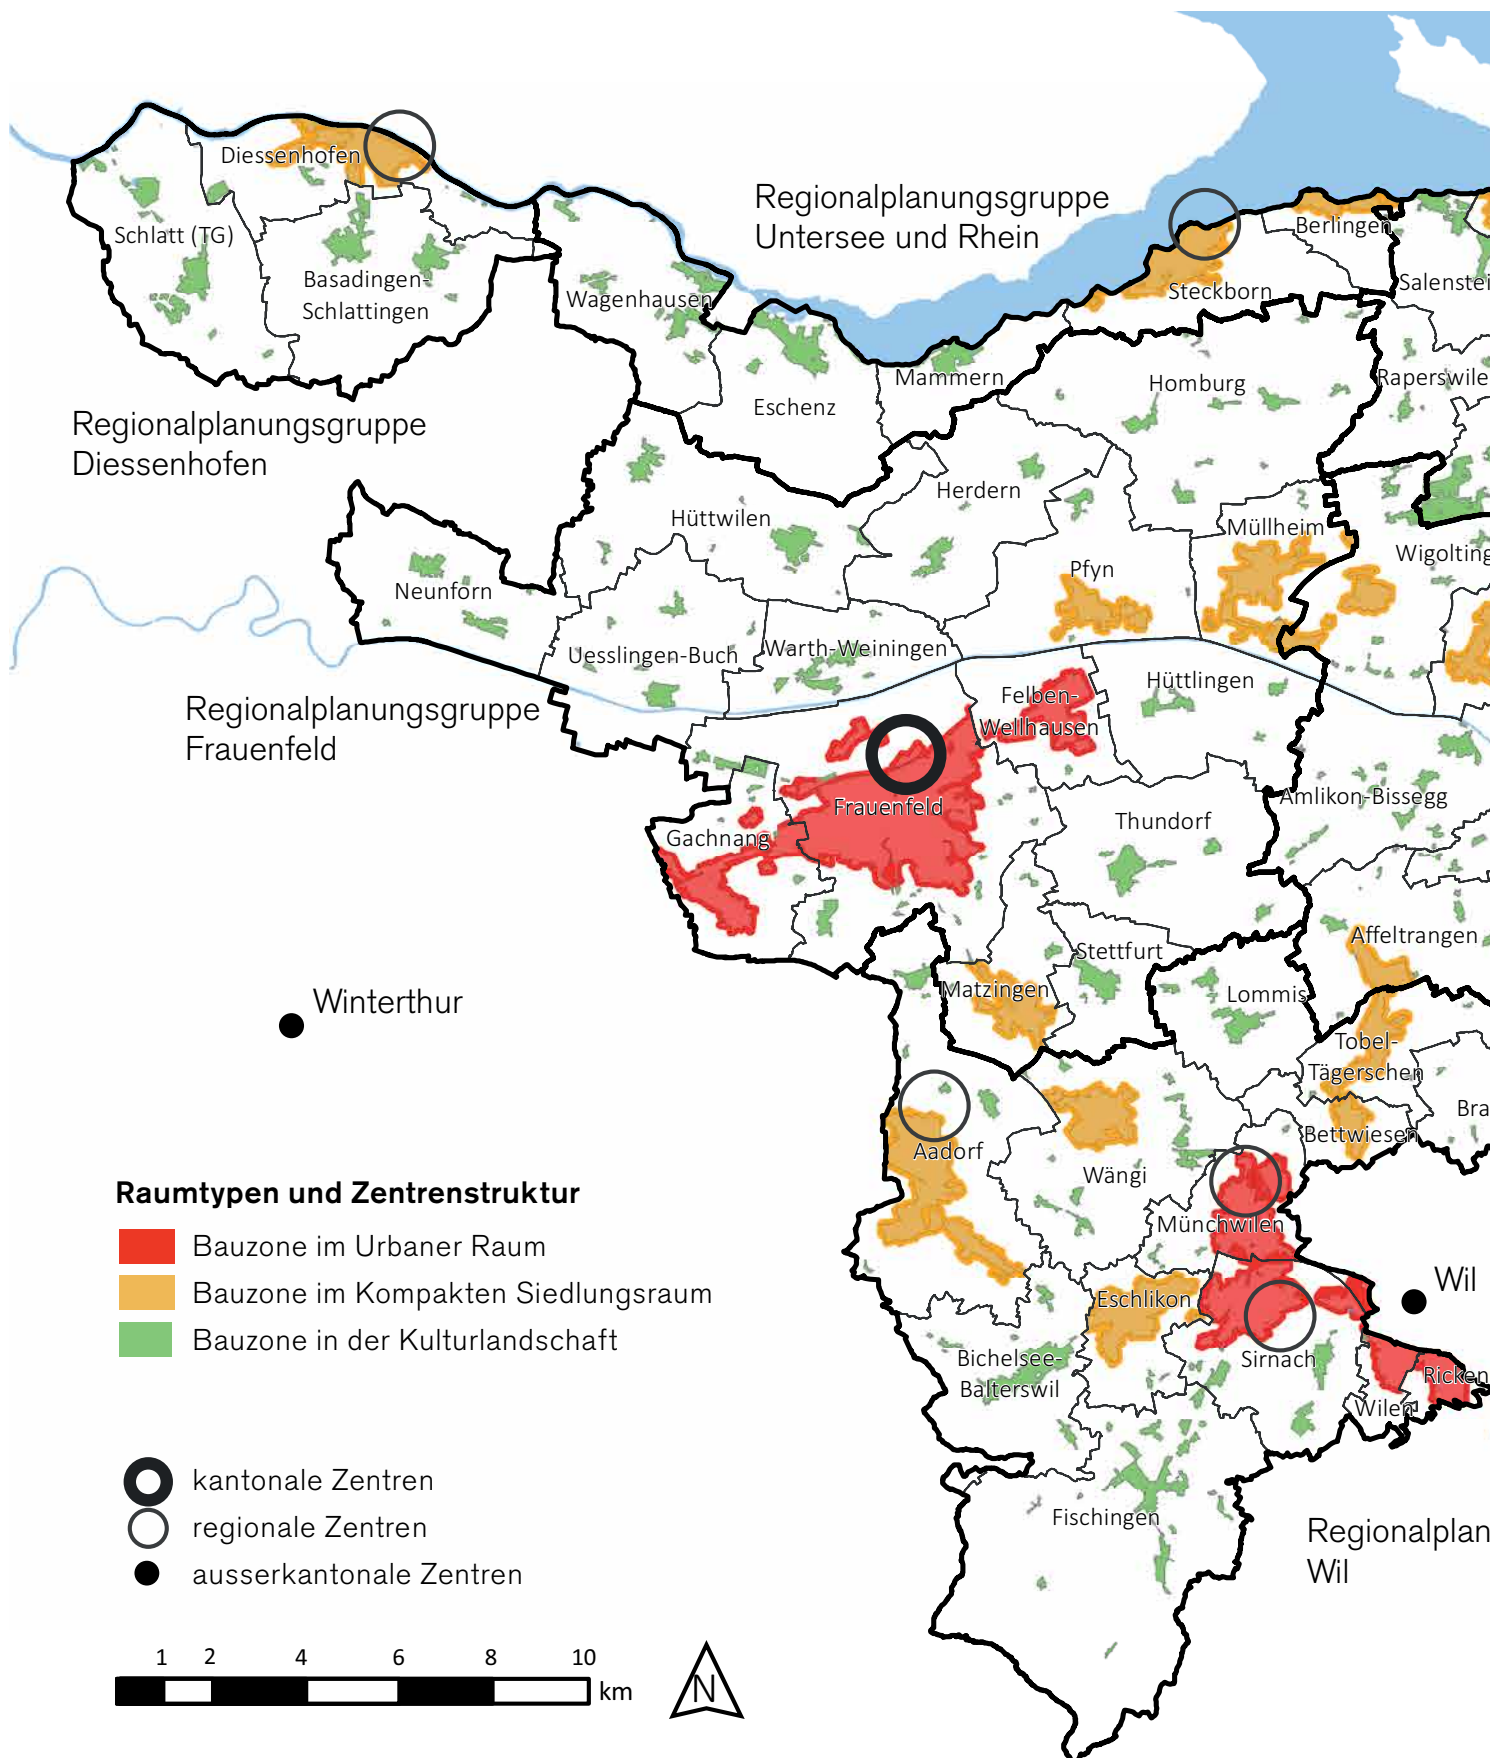 Diessenhofen
Schlatt (TG)
Basadingen-
Schlattingen
Regionalplanungsgruppe
Untersee und Rhein
Berlingen
Steckborn
Salenstei
Wagenhausen
Mammern
Eschenz
Homburg
Raperswile
Regionalplanungsgruppe
Diessenhofen
Herdern
Hüttwilen
Müllheim
Wigolting
Pfyn
Neunforn
Uesslingen-Buch
Warth-Weiningen
Hüttlingen
Felben-
Wellhausen
Regionalplanungsgruppe
Frauenfeld
Frauenfeld
Amlikon-Bissegg
Thundorf
Gachnang
Affeltrangen
Stettfurt
Matzingen
Lommis
Winterthur
Tobel-
Tägerschen
Bra
Bettwiesen
Aadorf
Wängi
Münchwilen
Eschlikon
Wil
Bichelsee-
Balterswil
Sirnach
Ricken
Wilen
Fischingen
Regionalplan
Wil
Raumtypen und Zentrenstruktur
Bauzone im Urbaner Raum
Bauzone im Kompakten Siedlungsraum
Bauzone in der Kulturlandschaft
kantonale Zentren
regionale Zentren
ausserkantonale Zentren
1 2 4 6 8 10
km
N